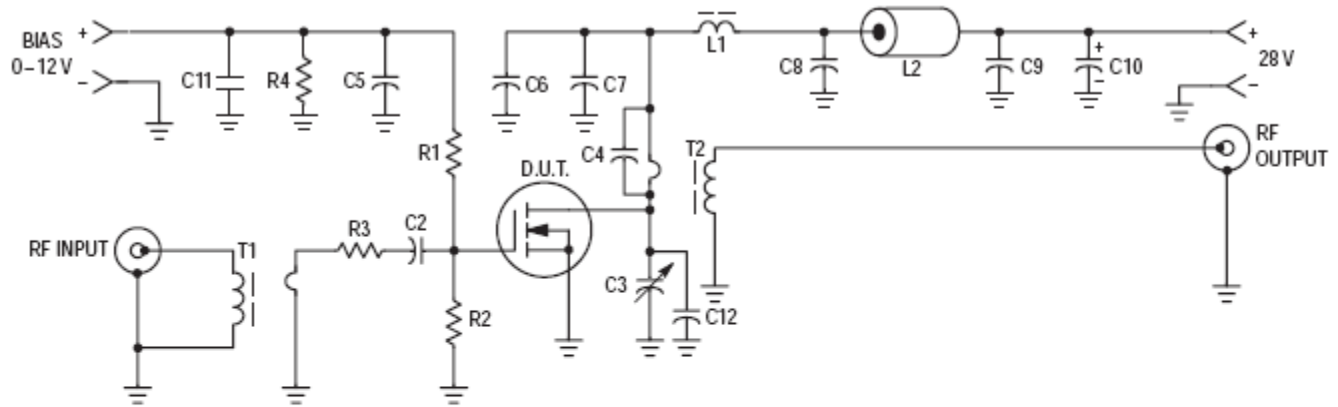 BIAS
0–12 V
+
–
C11
R4
C5
C6
C7
L1
C8
L2
C9
+
C10
–
+
28 V
–
R1
C4
T2
RF
OUTPUT
D.U.T.
RF INPUT
T1
R3
C2
C3
R2
C12